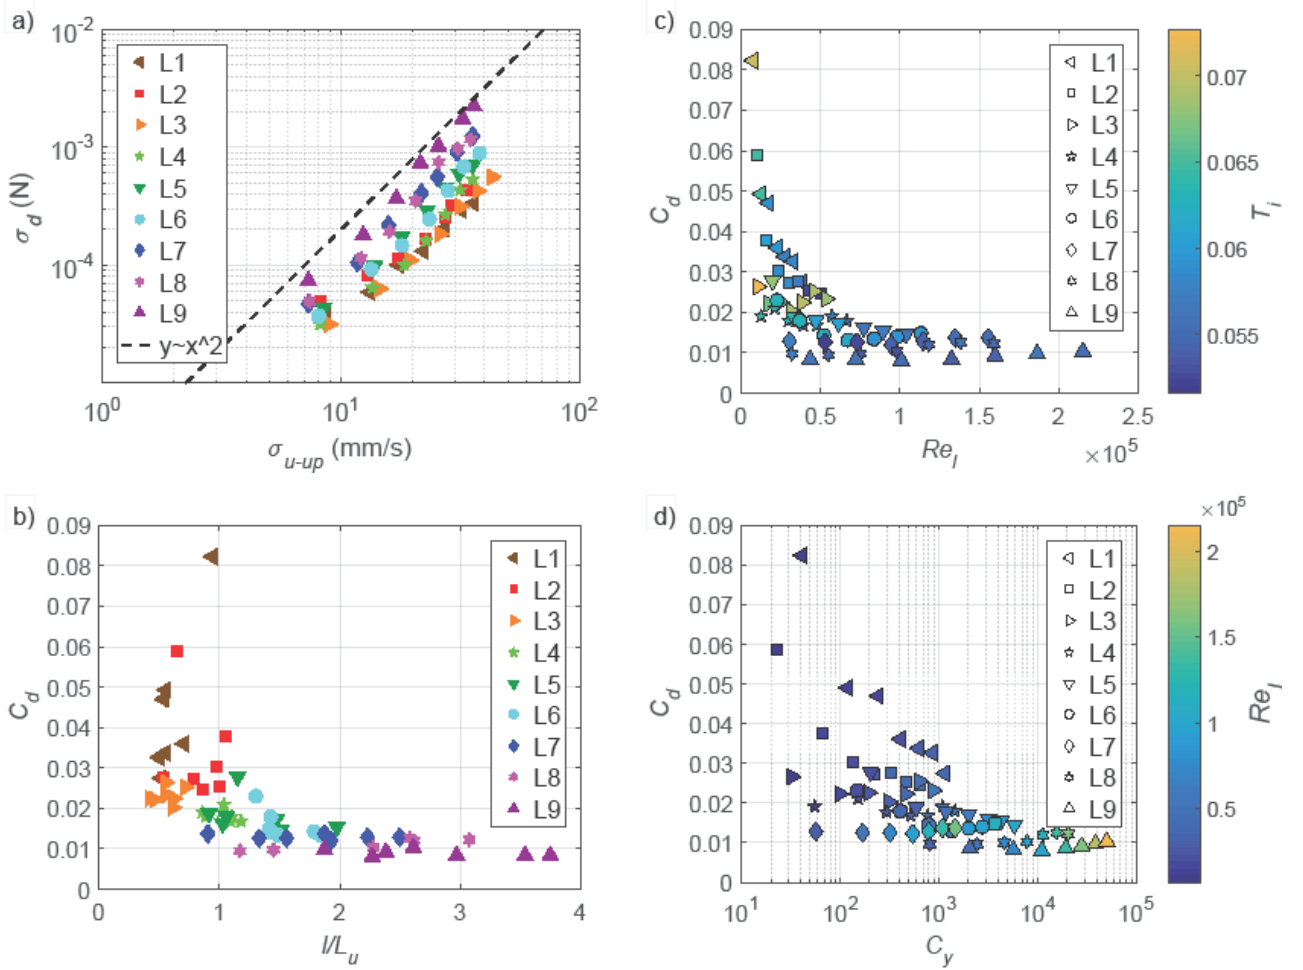 a)
10^-2
10^-3
10^-4
σ_d (N)
L1
L2
L3
L4
L5
L6
L7
L8
L9
y~x^2
10^0
10^1
10^2
σ_u-up (mm/s)
c)
0.09
0.08
0.07
0.06
0.05
0.04
0.03
0.02
0.01
0
C_d
L1
L2
L3
L4
L5
L6
L7
L8
L9
0
0.5
1
1.5
2
2.5
Re_l
×10^5
0.07
0.065
0.06
0.055
T_i
b)
0.09
0.08
0.07
0.06
0.05
0.04
0.03
0.02
0.01
0
C_d
L1
L2
L3
L4
L5
L6
L7
L8
L9
0
1
2
3
4
l/L_u
d)
0.09
0.08
0.07
0.06
0.05
0.04
0.03
0.02
0.01
0
C_d
L1
L2
L3
L4
L5
L6
L7
L8
L9
10^1
10^2
10^3
10^4
10^5
C_y
×10^5
2
1.5
1
0.5
Re_l